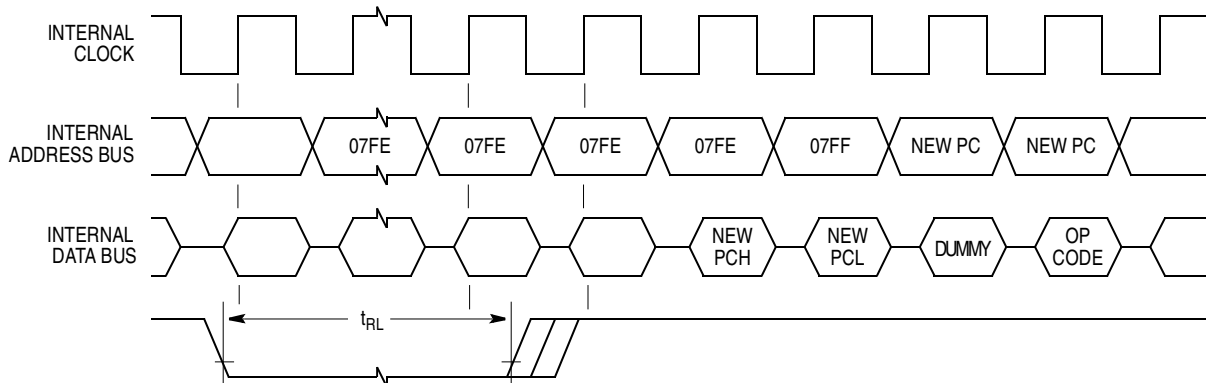 INTERNAL
CLOCK
INTERNAL
ADDRESS BUS
07FE
07FE
07FE
07FE
07FF
NEW PC
NEW PC
INTERNAL
DATA BUS
NEW
PCH
NEW
PCL
DUMMY
OP
CODE
tRL